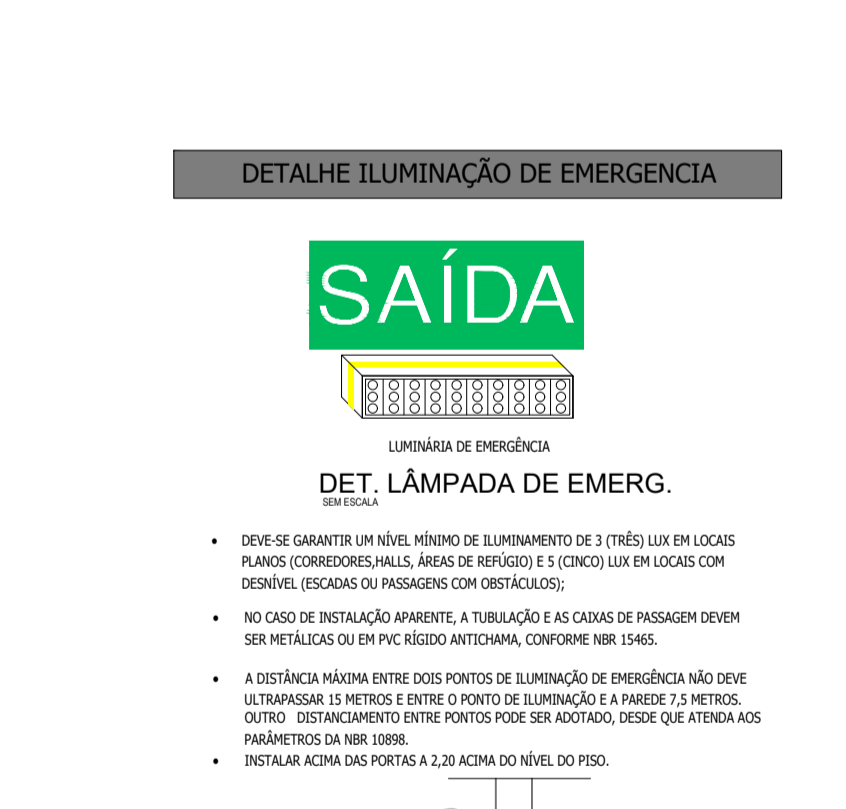 DETALHE ILUMINAÇÃO DE EMERGENCIA
SAÍDA
LUMINÁRIA DE EMERGÊNCIA
DET. LÂMPADA DE EMERG.
SEM ESCALA
• DEVE-SE GARANTIR UM NÍVEL MÍNIMO DE ILUMINAMENTO DE 3 (TRÊS) LUX EM LOCAIS
PLANOS (CORREDORES,HALLS, ÁREAS DE REFÚGIO) E 5 (CINCO) LUX EM LOCAIS COM
DESNÍVEL (ESCADAS OU PASSAGENS COM OBSTÁCULOS);
• NO CASO DE INSTALAÇÃO APARENTE, A TUBULAÇÃO E AS CAIXAS DE PASSAGEM DEVEM
SER METÁLICAS OU EM PVC RÍGIDO ANTICHAMA, CONFORME NBR 15465.
• A DISTÂNCIA MÁXIMA ENTRE DOIS PONTOS DE ILUMINAÇÃO DE EMERGÊNCIA NÃO DEVE
ULTRAPASSAR 15 METROS E ENTRE O PONTO DE ILUMINAÇÃO E A PAREDE 7,5 METROS.
OUTRO DISTANCIAMENTO ENTRE PONTOS PODE SER ADOTADO, DESDE QUE ATENDA AOS
PARÂMETROS DA NBR 10898.
• INSTALAR ACIMA DAS PORTAS A 2,20 ACIMA DO NÍVEL DO PISO.